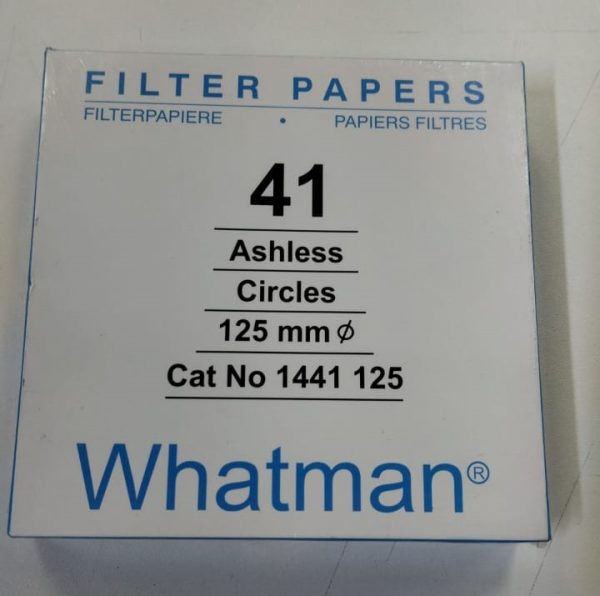 FILTER PAPERS
FILTERPAPIERE • PAPIERS FILTRES
41
Ashless
Circles
125 mm ⌀
Cat No 1441 125
Whatman®